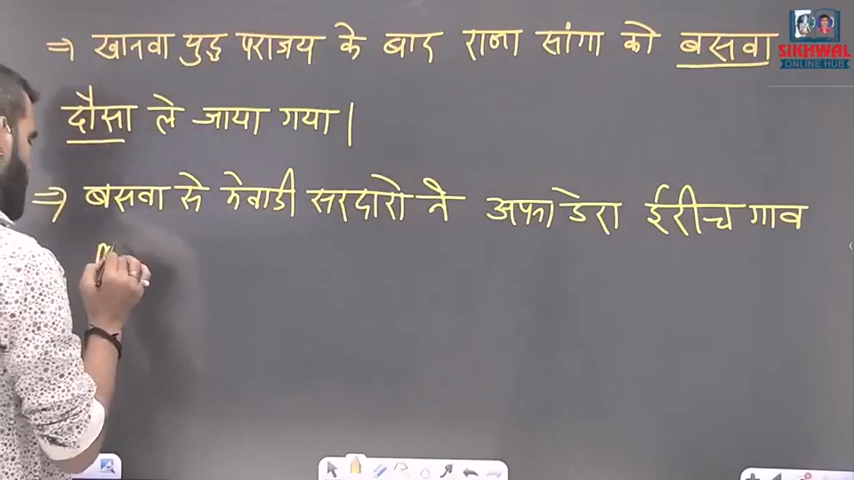 ⇒ खानवा युद्ध पराजय के बाद राजा सांगा को बसवा
दौसा ले जाया गया|
⇒ बसवा से मेवाडी सरदारो ने अफा डेरा ईरीच गाव
SIKHWAL
ONLINE HUB